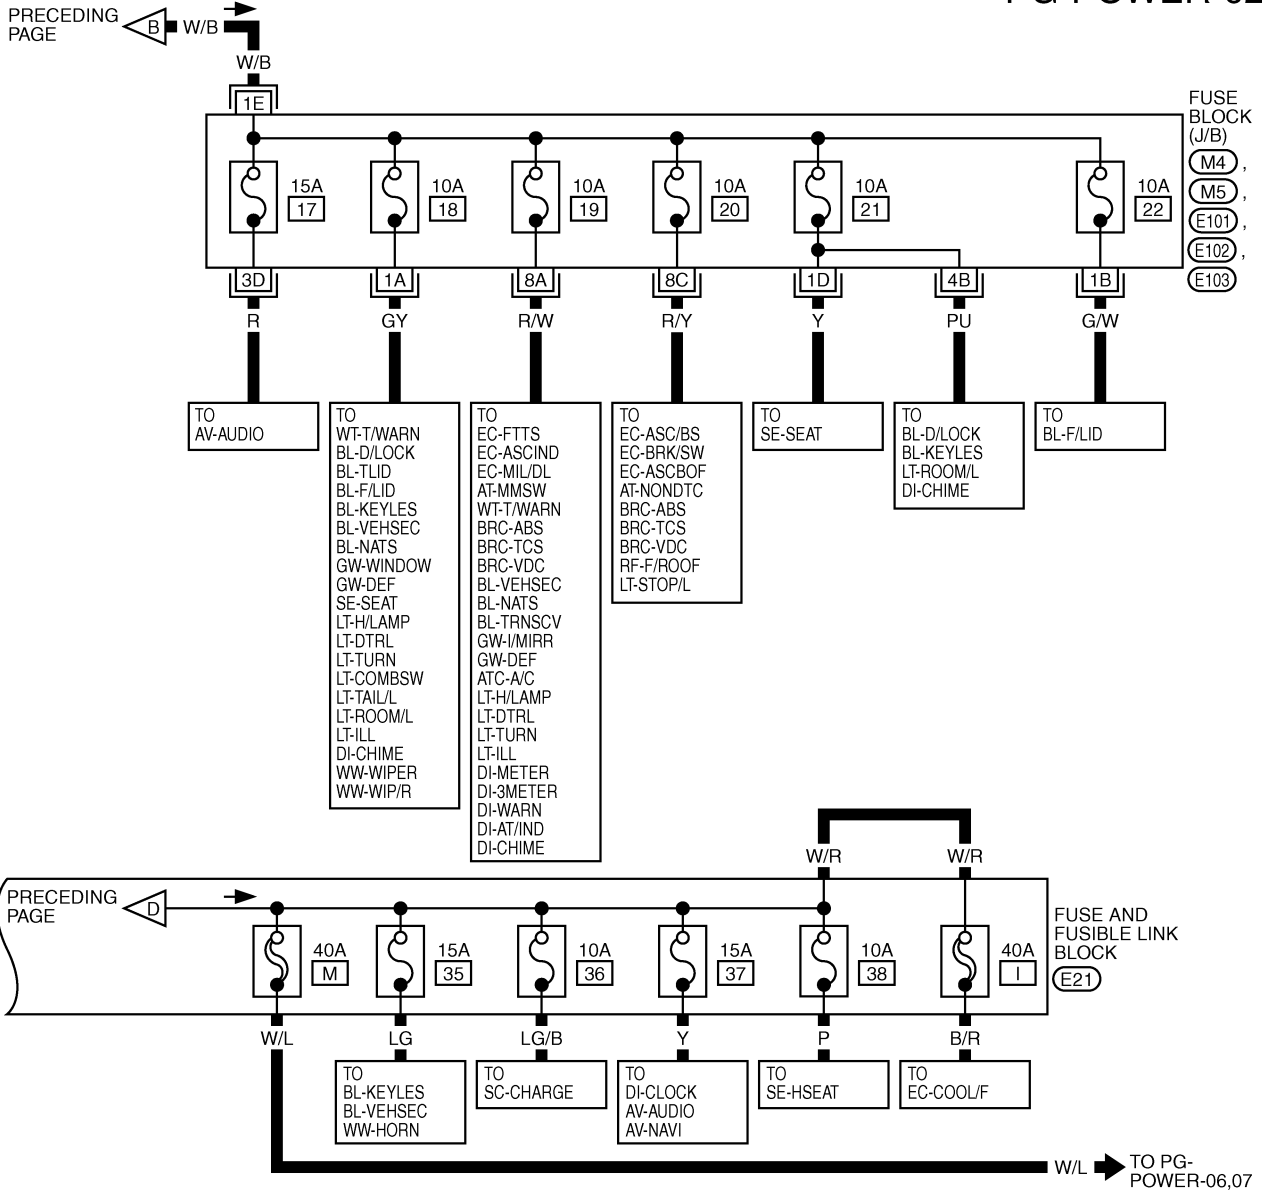 PRECEDING
PAGE
B
W/B
W/B
1E
FUSE
BLOCK
(J/B)
M4 ,
M5 ,
E101 ,
E102 ,
E103
15A
17
10A
18
10A
19
10A
20
10A
21
10A
22
3D
1A
8A
8C
1D
4B
1B
R
GY
R/W
R/Y
Y
PU
G/W
TO
AV-AUDIO
TO
WT-T/WARN
BL-D/LOCK
BL-TLID
BL-F/LID
BL-KEYLES
BL-VEHSEC
BL-NATS
GW-WINDOW
GW-DEF
SE-SEAT
LT-H/LAMP
LT-DTRL
LT-TURN
LT-COMBSW
LT-TAIL/L
LT-ROOM/L
LT-ILL
DI-CHIME
WW-WIPER
WW-WIP/R
TO
EC-FTTS
EC-ASCIND
EC-MIL/DL
AT-MMSW
WT-T/WARN
BRC-ABS
BRC-TCS
BRC-VDC
BL-VEHSEC
BL-NATS
BL-TRNSCV
GW-I/MIRR
GW-DEF
ATC-A/C
LT-H/LAMP
LT-DTRL
LT-TURN
LT-ILL
DI-METER
DI-3METER
DI-WARN
DI-AT/IND
DI-CHIME
TO
EC-ASC/BS
EC-BRK/SW
EC-ASCBOF
AT-NONDTC
BRC-ABS
BRC-TCS
BRC-VDC
RF-F/ROOF
LT-STOP/L
TO
SE-SEAT
TO
BL-D/LOCK
BL-KEYLES
LT-ROOM/L
DI-CHIME
TO
BL-F/LID
W/R
W/R
PRECEDING
PAGE
D
FUSE AND
FUSIBLE LINK
BLOCK
E21
40A
M
15A
35
10A
36
15A
37
10A
38
40A
I
W/L
LG
LG/B
Y
P
B/R
TO
BL-KEYLES
BL-VEHSEC
WW-HORN
TO
SC-CHARGE
TO
DI-CLOCK
AV-AUDIO
AV-NAVI
TO
SE-HSEAT
TO
EC-COOL/F
W/L
TO PG-
POWER-06,07